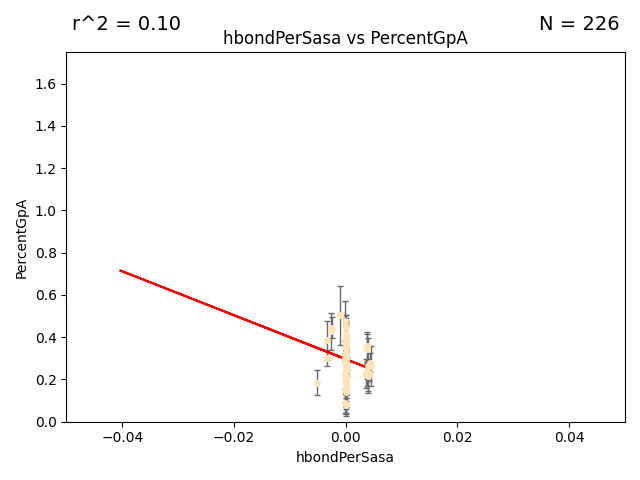 r^2 = 0.10
N = 226
hbondPerSasa vs PercentGpA
1.6
1.4
1.2
1.0
0.8
0.6
0.4
0.2
0.0
PercentGpA
−0.04
−0.02
0.00
0.02
0.04
hbondPerSasa